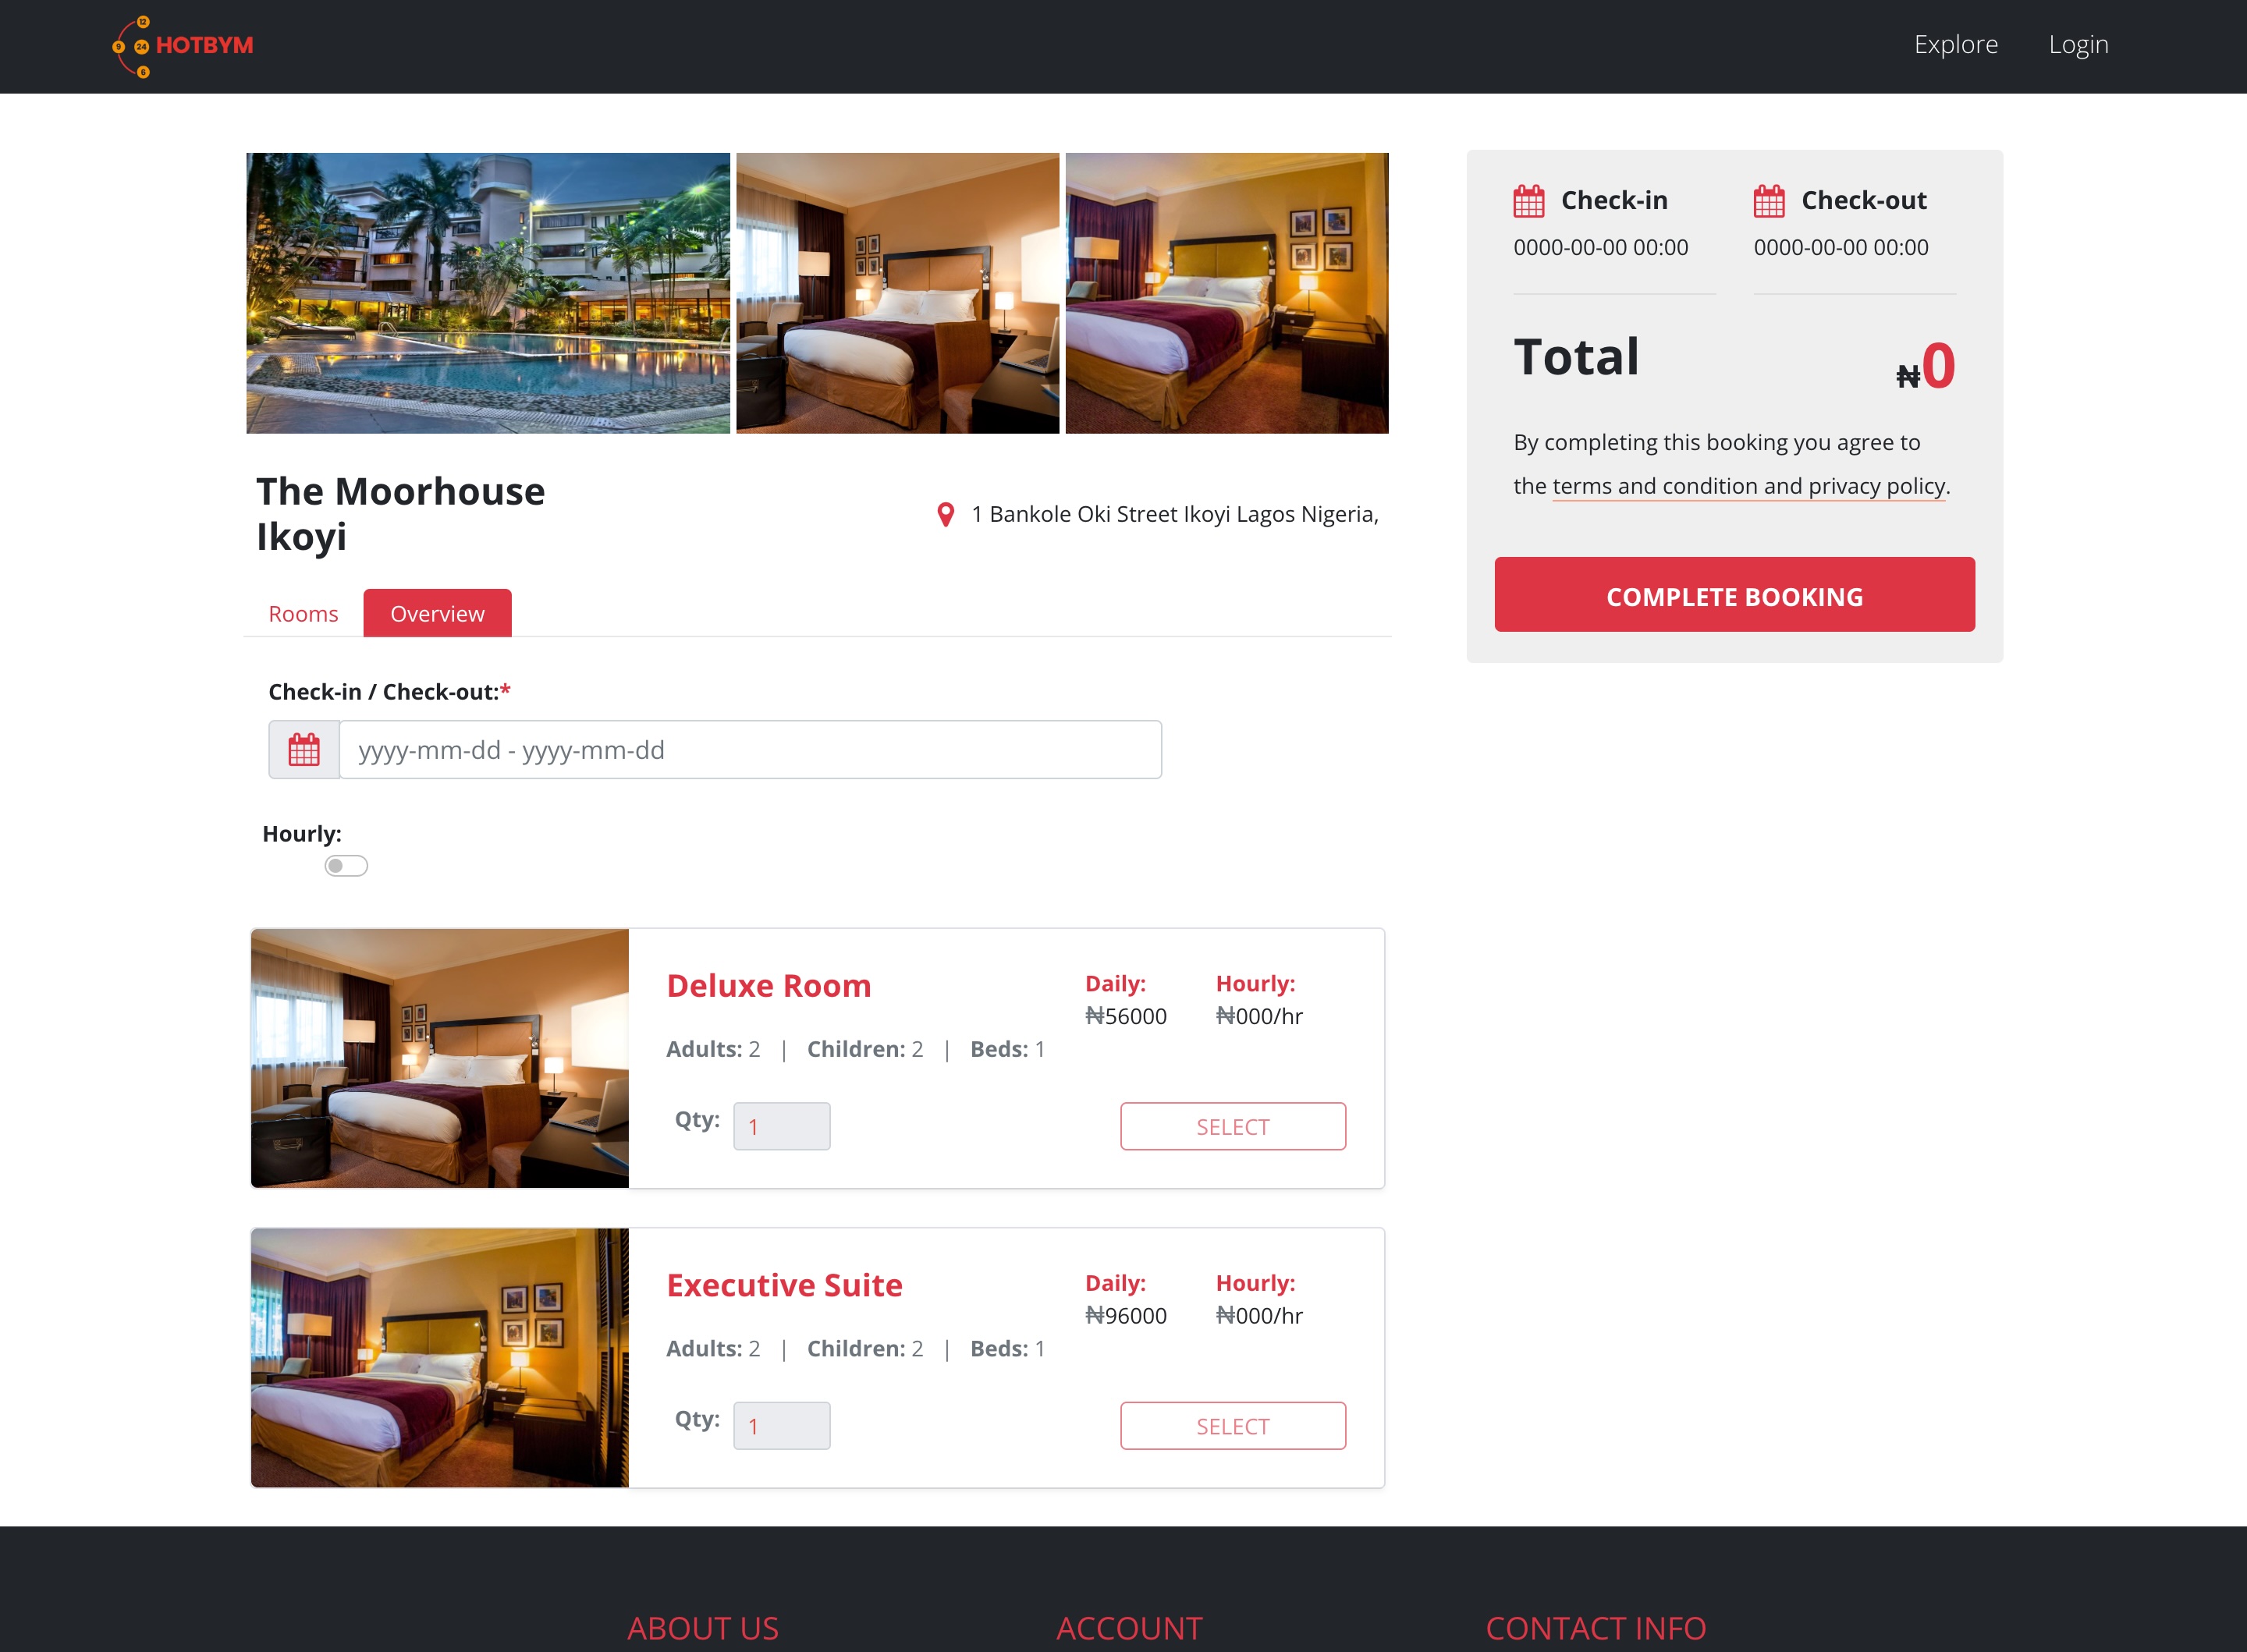 12
9 24 HOTBYM
6
Explore Login
Check-in Check-out
0000-00-00 00:00 0000-00-00 00:00
Total ₦0
By completing this booking you agree to
the terms and condition and privacy policy.
COMPLETE BOOKING
The Moorhouse
Ikoyi
1 Bankole Oki Street Ikoyi Lagos Nigeria,
Rooms Overview
Check-in / Check-out:*
yyyy-mm-dd - yyyy-mm-dd
Hourly:
Deluxe Room
Daily: Hourly:
₦56000 ₦000/hr
Adults: 2 | Children: 2 | Beds: 1
Qty: 1
SELECT
Executive Suite
Daily: Hourly:
₦96000 ₦000/hr
Adults: 2 | Children: 2 | Beds: 1
Qty: 1
SELECT
ABOUT US ACCOUNT CONTACT INFO